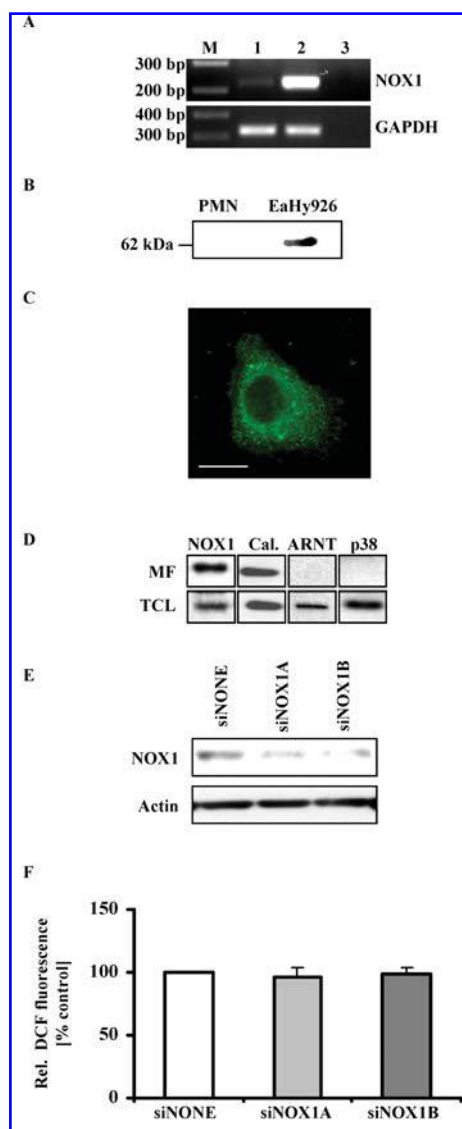 A
M 1 2 3
300 bp
200 bp
NOX1
400 bp
300 bp
GAPDH
B
PMN EaHy926
62 kDa
C
D
NOX1 Cal. ARNT p38
MF
TCL
E
siNONE
siNOX1A
siNOX1B
NOX1
Actin
F
Rel. DCF fluorescence
[% control]
150
100
50
0
siNONE siNOX1A siNOX1B